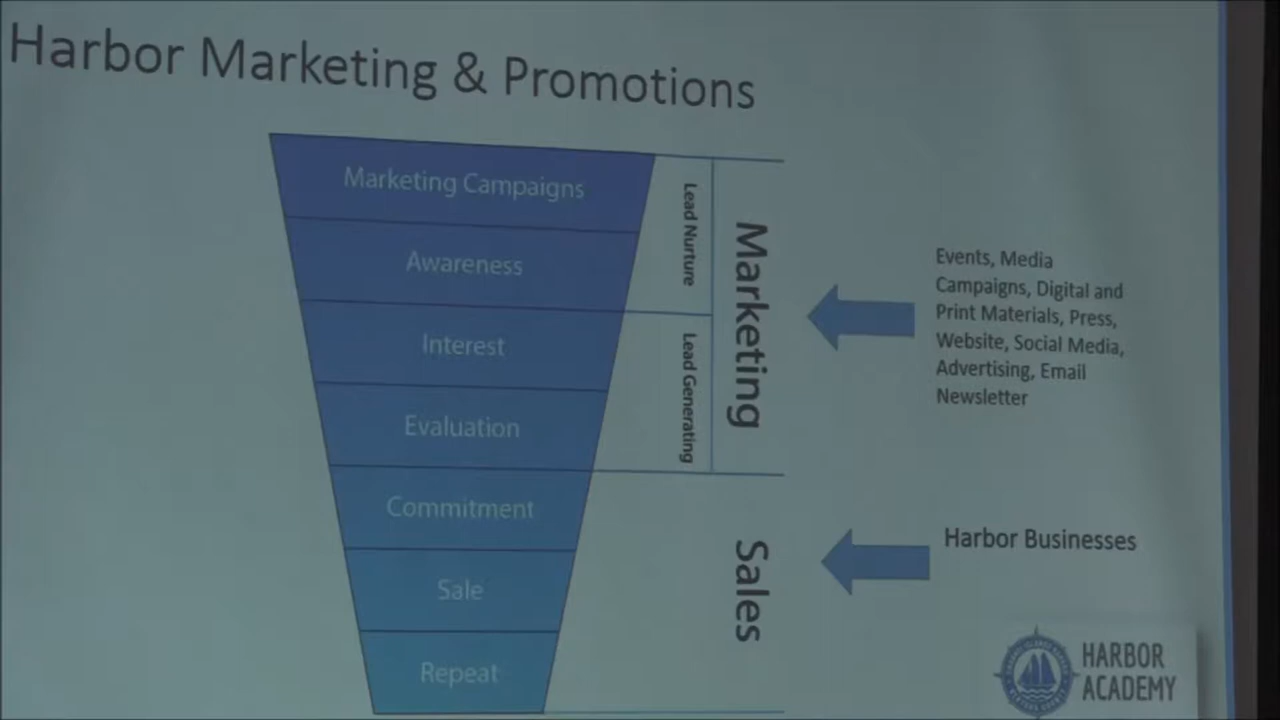 Harbor Marketing & Promotions
Marketing Campaigns
Awareness
Interest
Evaluation
Commitment
Sale
Repeat
Lead Nurture
Lead Generating
Marketing
Sales
Events, Media
Campaigns, Digital and
Print Materials, Press,
Website, Social Media,
Advertising, Email
Newsletter
Harbor Businesses
HARBOR
ACADEMY